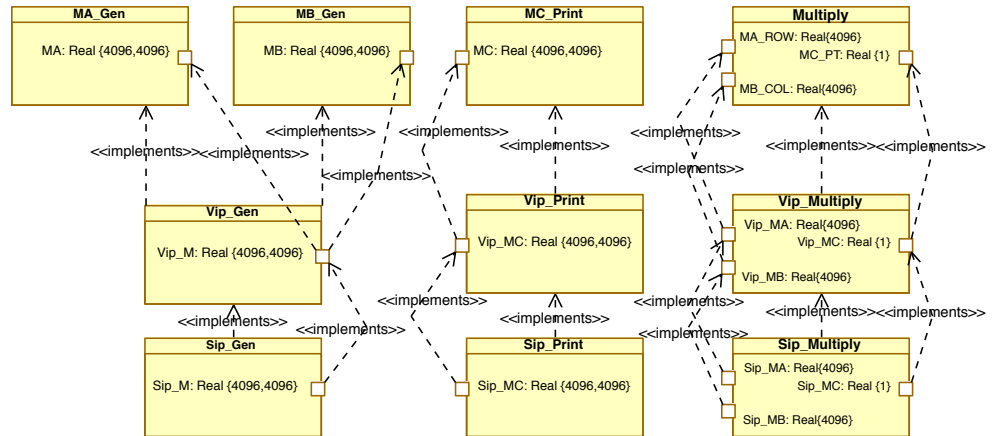 MA_Gen
MB_Gen
MC_Print
Multiply
MA: Real {4096,4096}
MB: Real {4096,4096}
MC: Real {4096,4096}
MA_ROW: Real{4096}
MC_PT: Real {1}
MB_COL: Real{4096}
<<implements>>
<<implements>>
<<implements>>
<<implements>>
<<implements>>
<<implements>>
<<implements>>
<<implements>>
<<implements>>
<<implements>>
Vip_Gen
Vip_Print
Vip_Multiply
Vip_M: Real {4096,4096}
Vip_MC: Real {4096,4096}
Vip_MA: Real{4096}
Vip_MC: Real {1}
Vip_MB: Real{4096}
<<implements>>
<<implements>>
<<implements>>
<<implements>>
<<implements>>
<<implements>>
<<implements>>
<<implements>>
Sip_Gen
Sip_Print
Sip_Multiply
Sip_M: Real {4096,4096}
Sip_MC: Real {4096,4096}
Sip_MA: Real{4096}
Sip_MC: Real {1}
Sip_MB: Real{4096}